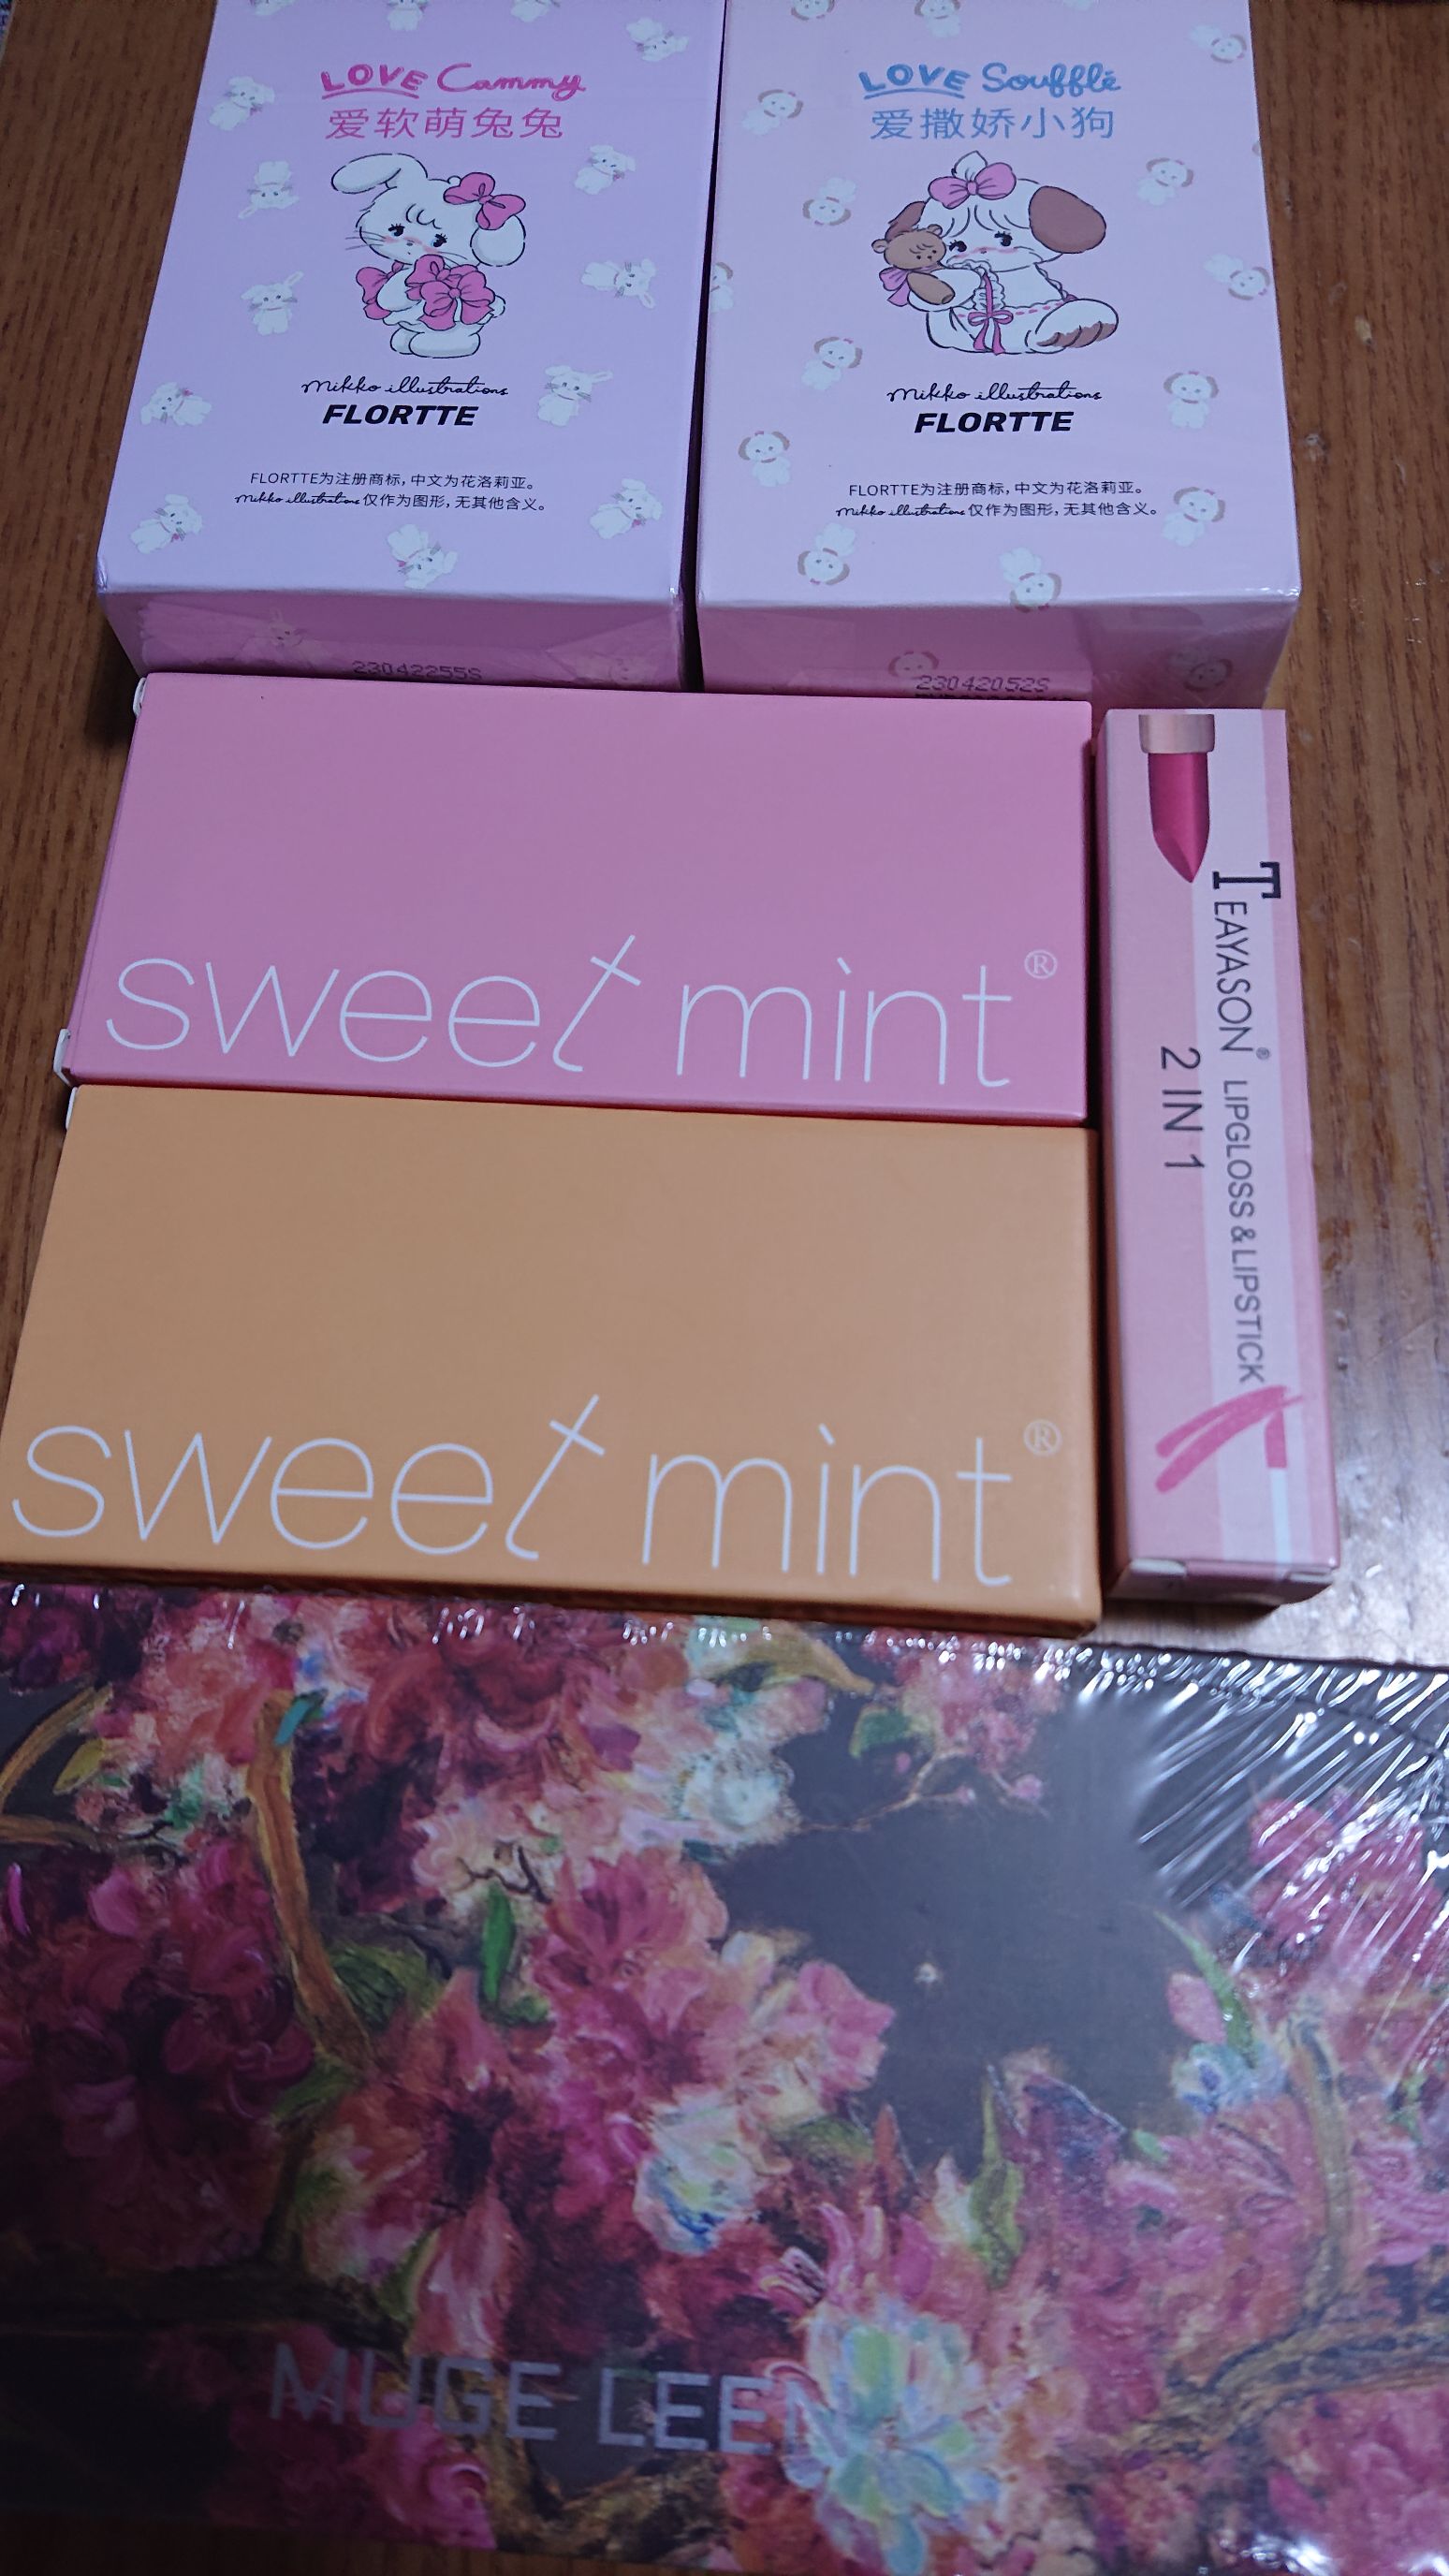 LOVE Cammy
爱软萌兔兔
mikko illustrations
FLORTTE
FLORTTE为注册商标,中文为花洛莉亚。
mikko illustrations 仅作为图形,无其他含义。
23042255S
LOVE Soufflé
爱撒娇小狗
mikko illustrations
FLORTTE
FLORTTE为注册商标,中文为花洛莉亚。
mikko illustrations 仅作为图形,无其他含义。
23042052S
sweet mint®
TEAYASON® LIPGLOSS & LIPSTICK
2 IN 1
sweet mint®
MUGE LEEN